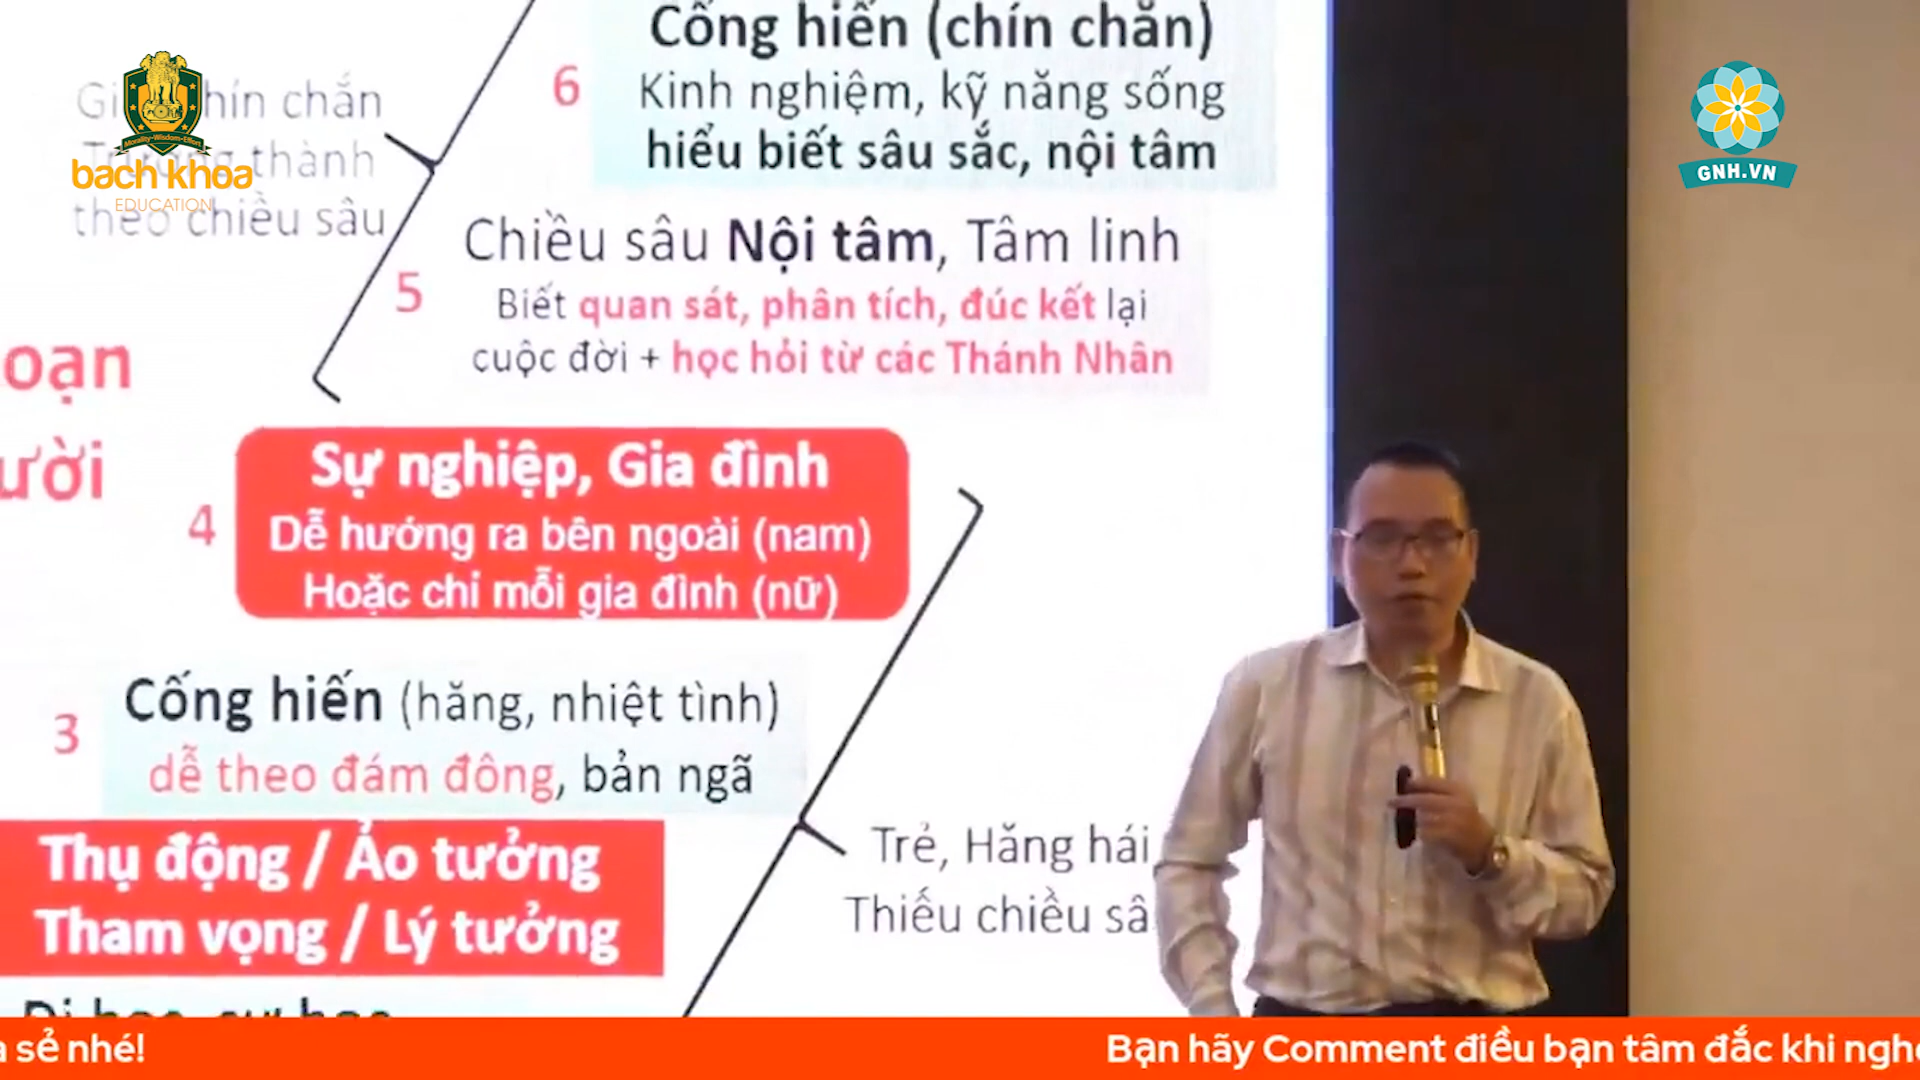 Cống hiến (chín chắn)
6
Kinh nghiệm, kỹ năng sống
hiểu biết sâu sắc, nội tâm
hín chắn
thành
theo chiều sâu
bach khoa
EDUCATION
GNH.VN
Chiều sâu Nội tâm, Tâm linh
5
Biết quan sát, phân tích, đúc kết lại
cuộc đời + học hỏi từ các Thánh Nhân
oạn
ười
4
Sự nghiệp, Gia đình
Dễ hướng ra bên ngoài (nam)
Hoặc chỉ mỗi gia đình (nữ)
3
Cống hiến (hăng, nhiệt tình)
dễ theo đám đông, bản ngã
Thụ động / Ảo tưởng
Tham vọng / Lý tưởng
Trẻ, Hăng hái
Thiếu chiều sâ
sẻ nhé!
Bạn hãy Comment điều bạn tâm đắc khi ngh